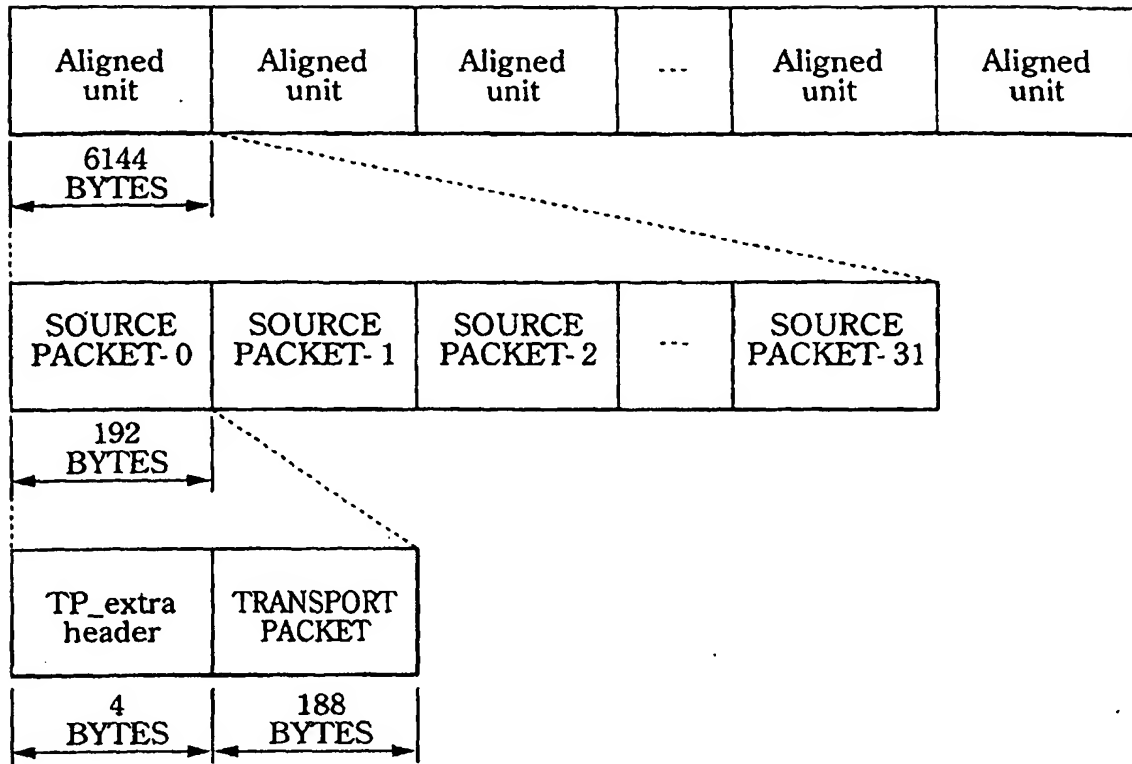 Aligned unit
Aligned unit
Aligned unit
---
Aligned unit
Aligned unit
6144 BYTES
SOURCE PACKET-0
SOURCE PACKET-1
SOURCE PACKET-2
---
SOURCE PACKET-31
192 BYTES
TP_extra header
TRANSPORT PACKET
4 BYTES
188 BYTES